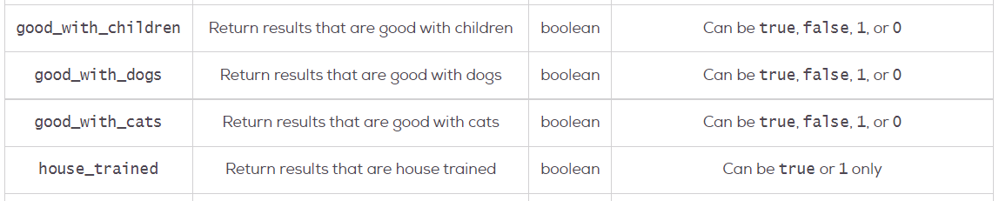 good_with_children Return results that are good with children boolean Can be true, false, 1, or 0
good_with_dogs Return results that are good with dogs boolean Can be true, false, 1, or 0
good_with_cats Return results that are good with cats boolean Can be true, false, 1, or 0
house_trained Return results that are house trained boolean Can be true or 1 only